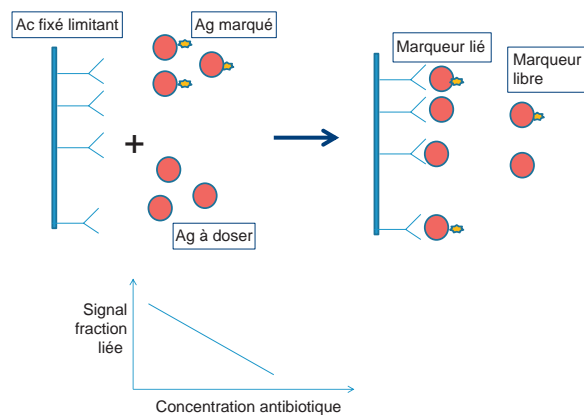 Ac fixé limitant
Ag marqué
+
Ag à doser
Marqueur lié
Marqueur
libre
Signal
fraction
liée
Concentration antibiotique